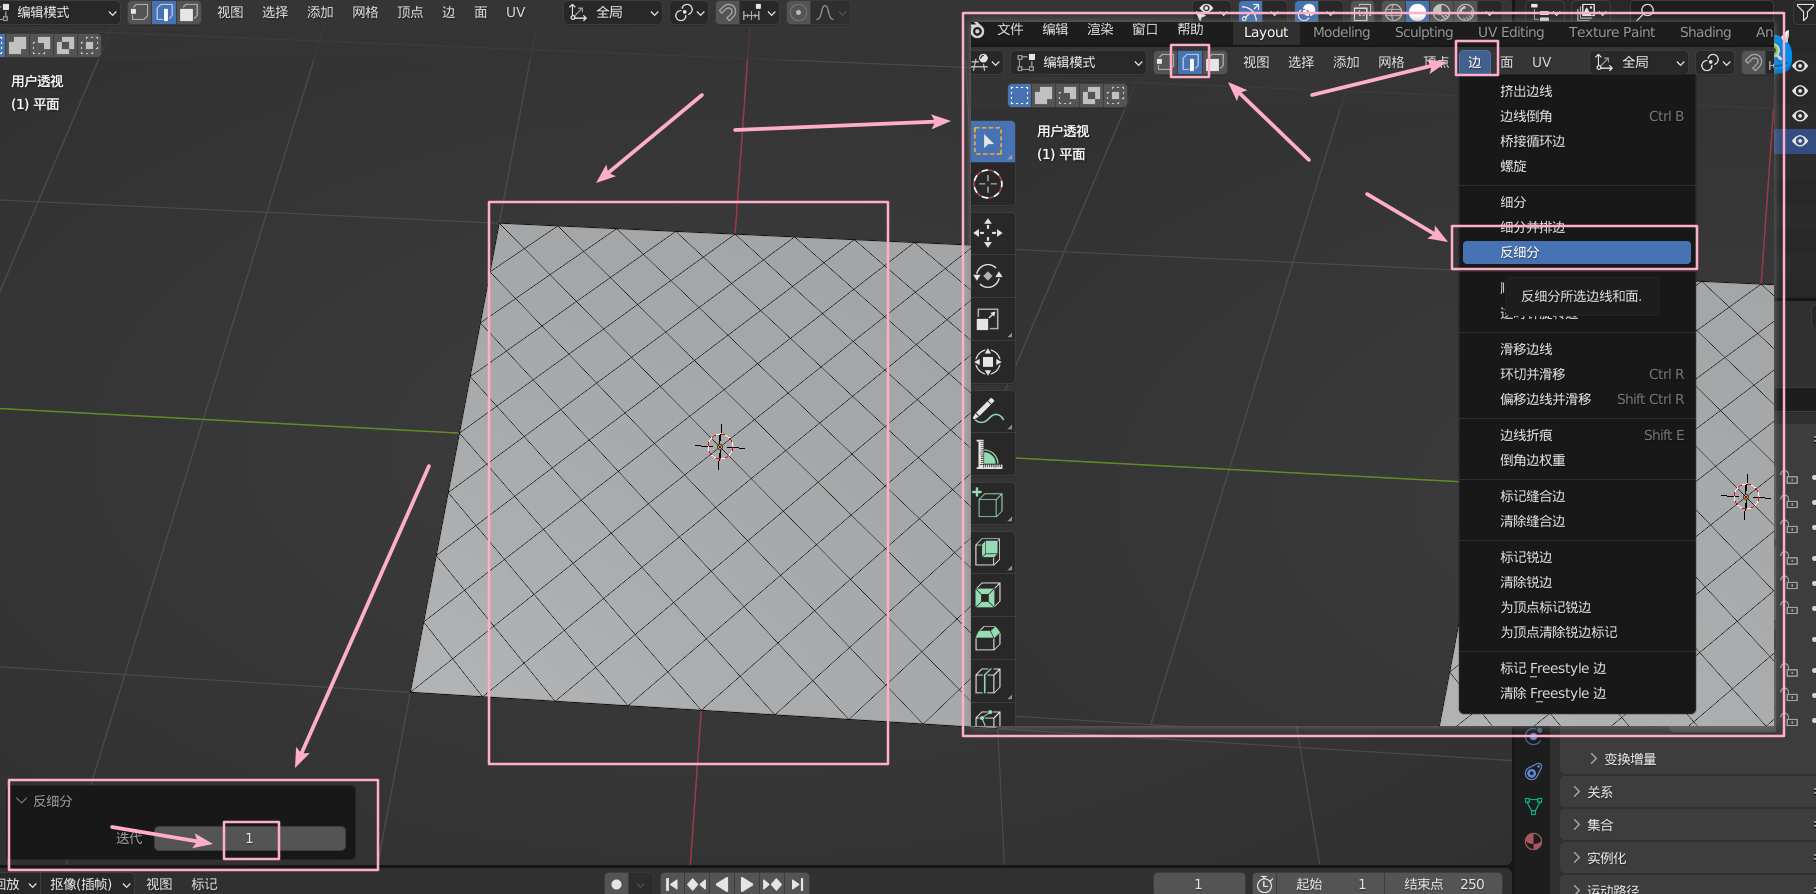 编辑模式
视图 选择 添加 网格 顶点 边 面 UV
全局
用户透视
(1) 平面
反细分
迭代
1
文件 编辑 渲染 窗口 帮助
Layout Modeling Sculpting UV Editing Texture Paint Shading An
编辑模式
视图 选择 添加 网格 顶点 边 面 UV
全局
用户透视
(1) 平面
挤出边线
边线倒角 Ctrl B
桥接循环边
螺旋
细分
细分并排边
反细分
反细分所选边线和面.
滑移边线
环切并滑移 Ctrl R
偏移边线并滑移 Shift Ctrl R
边线折痕 Shift E
倒角边权重
标记缝合边
清除缝合边
标记锐边
清除锐边
为顶点标记锐边
为顶点清除锐边标记
标记 Freestyle 边
清除 Freestyle 边
变换增量
关系
集合
实例化
运动路径
回放 抠像(插帧) 视图 标记
1 起始 1 结束点 250